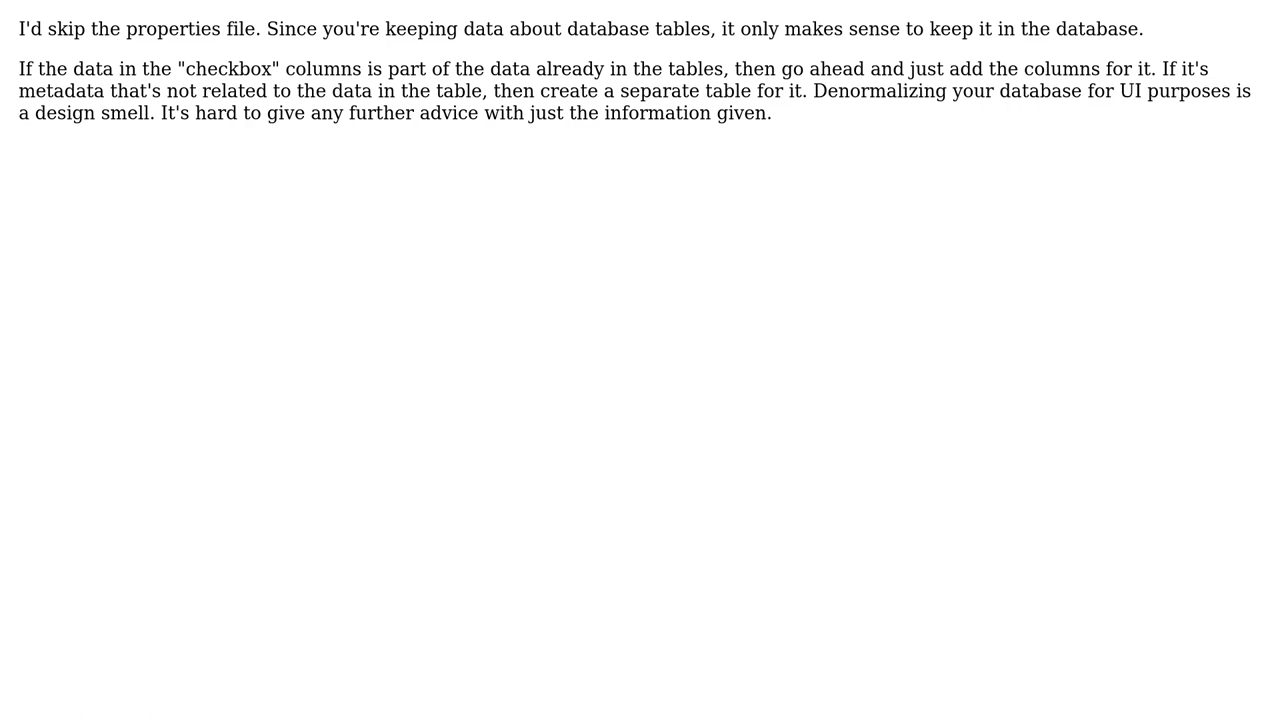 I'd skip the properties file. Since you're keeping data about database tables, it only makes sense to keep it in the database.
If the data in the "checkbox" columns is part of the data already in the tables, then go ahead and just add the columns for it. If it's
metadata that's not related to the data in the table, then create a separate table for it. Denormalizing your database for UI purposes is
a design smell. It's hard to give any further advice with just the information given.